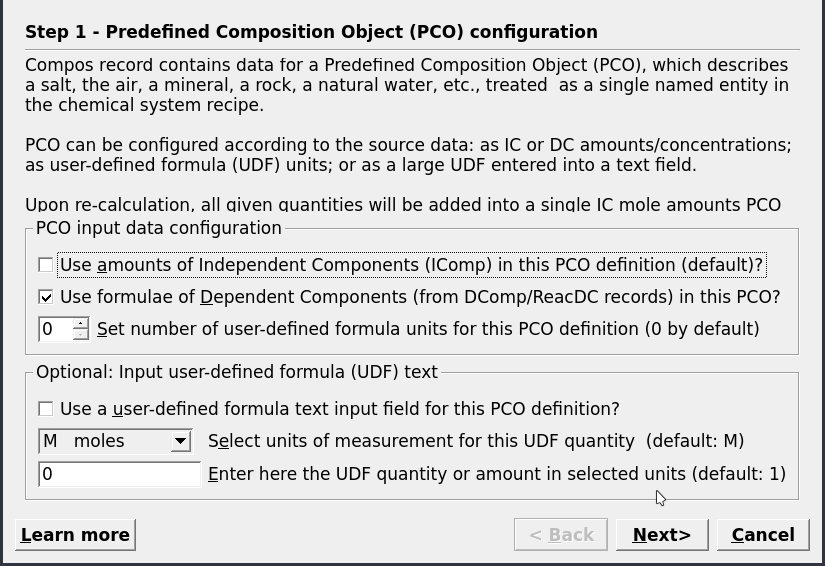 Step 1 - Predefined Composition Object (PCO) configuration
Compos record contains data for a Predefined Composition Object (PCO), which describes
a salt, the air, a mineral, a rock, a natural water, etc., treated  as a single named entity in
the chemical system recipe.
PCO can be configured according to the source data: as IC or DC amounts/concentrations;
as user-defined formula (UDF) units; or as a large UDF entered into a text field.
Upon re-calculation, all given quantities will be added into a single IC mole amounts PCO
PCO input data configuration
Use amounts of Independent Components (IComp) in this PCO definition (default)?
Use formulae of Dependent Components (from DComp/ReacDC records) in this PCO?
0 Set number of user-defined formula units for this PCO definition (0 by default)
Optional: Input user-defined formula (UDF) text
Use a user-defined formula text input field for this PCO definition?
M moles Select units of measurement for this UDF quantity  (default: M)
0 Enter here the UDF quantity or amount in selected units (default: 1)
Learn more < Back Next> Cancel